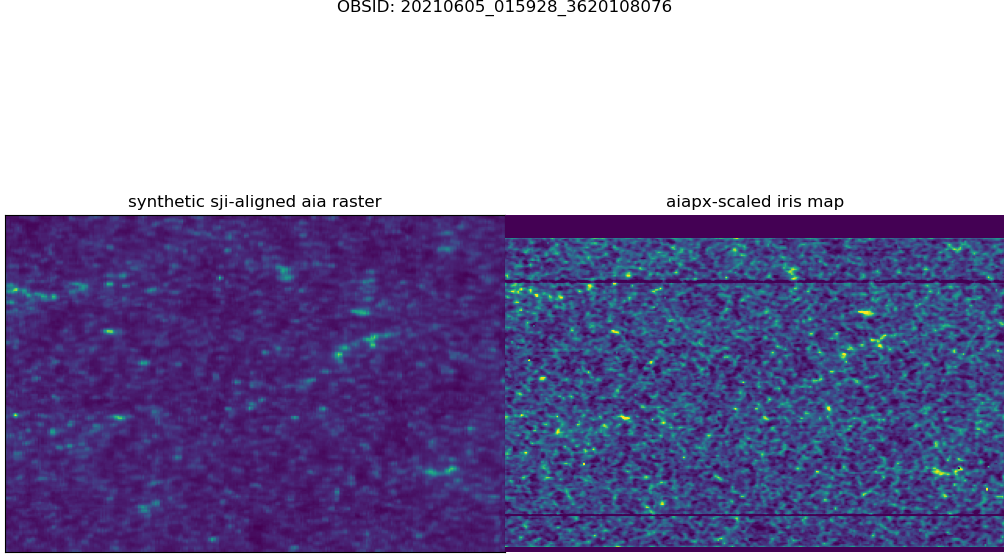 OBSID: 20210605_015928_3620108076
synthetic sji-aligned aia raster
aiapx-scaled iris map